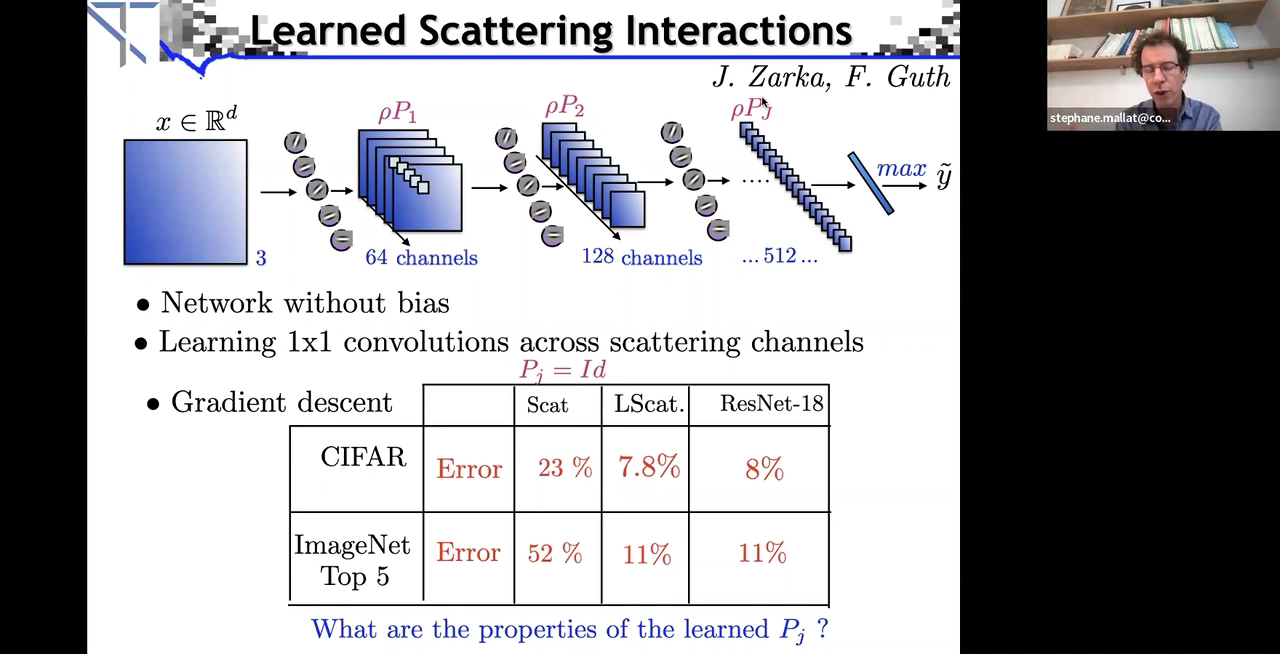 Learned Scattering Interactions
J. Zarka, F. Guth
x ∈ ℝᵈ
ρP₁
ρP₂
ρP_J
3
64 channels
128 channels
.... 
...512...
max ỹ
stephane.mallat@co...
• Network without bias
• Learning 1x1 convolutions across scattering channels
P_j = Id
• Gradient descent
Scat LScat. ResNet-18
CIFAR Error 23 % 7.8% 8%
ImageNet Top 5 Error 52 % 11% 11%
What are the properties of the learned P_j ?